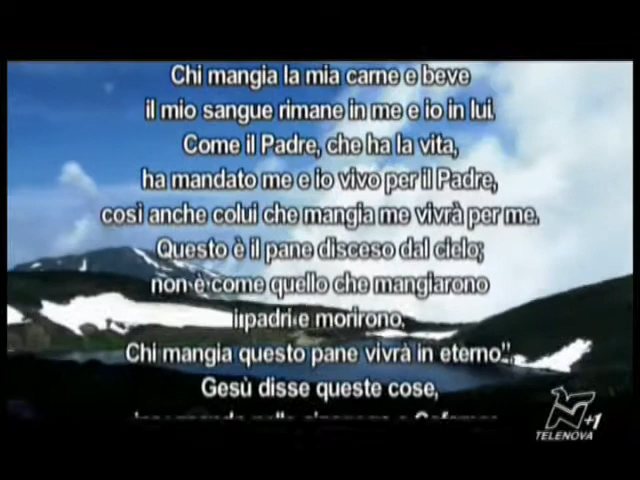 Chi mangia la mia carne e beve
il mio sangue rimane in me e io in lui.
Come il Padre, che ha la vita,
ha mandato me e io vivo per il Padre,
così anche colui che mangia me vivrà per me.
Questo è il pane disceso dal cielo;
non è come quello che mangiarono
i padri e morirono.
Chi mangia questo pane vivrà in eterno”.
Gesù disse queste cose,
+1
TELENOVA